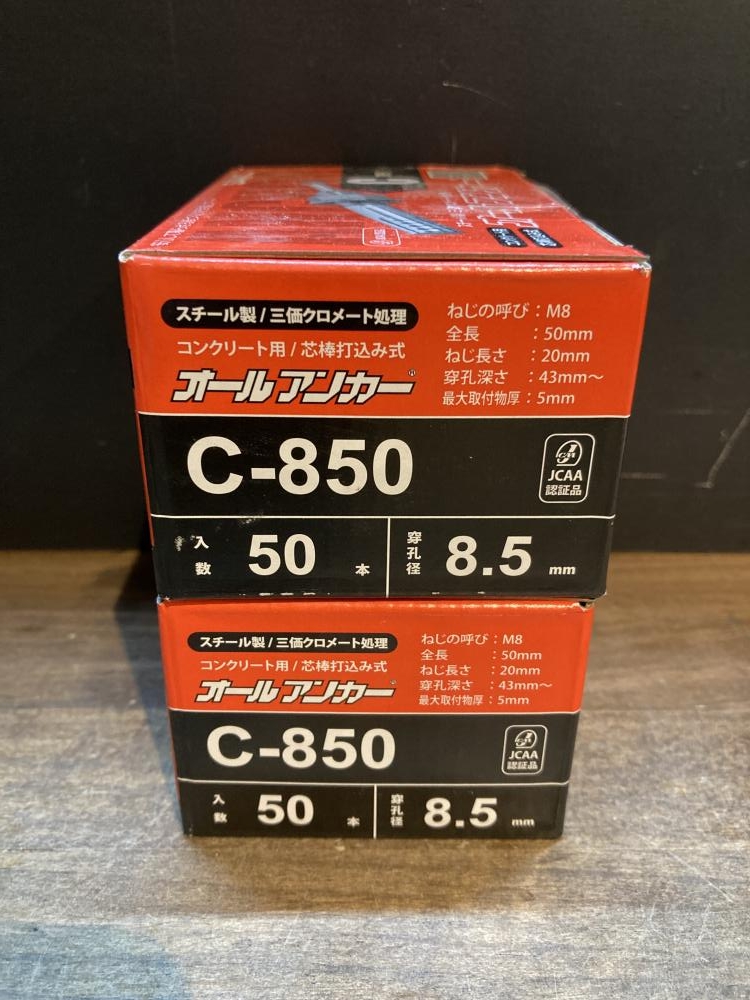 スチール製/三価クロメート処理
コンクリート用/芯棒打込み式
オールアンカー®
ねじの呼び：M8
全長：50mm
ねじ長さ：20mm
穿孔深さ：43mm～
最大取付物厚：5mm
C-850
JCAA
認証品
入数 50 本
穿孔径 8.5 mm
スチール製/三価クロメート処理
コンクリート用/芯棒打込み式
オールアンカー
ねじの呼び：M8
全長：50mm
ねじ長さ：20mm
穿孔深さ：43mm～
最大取付物厚：5mm
C-850
JCAA
認証品
入数 50 本
穿孔径 8.5 mm